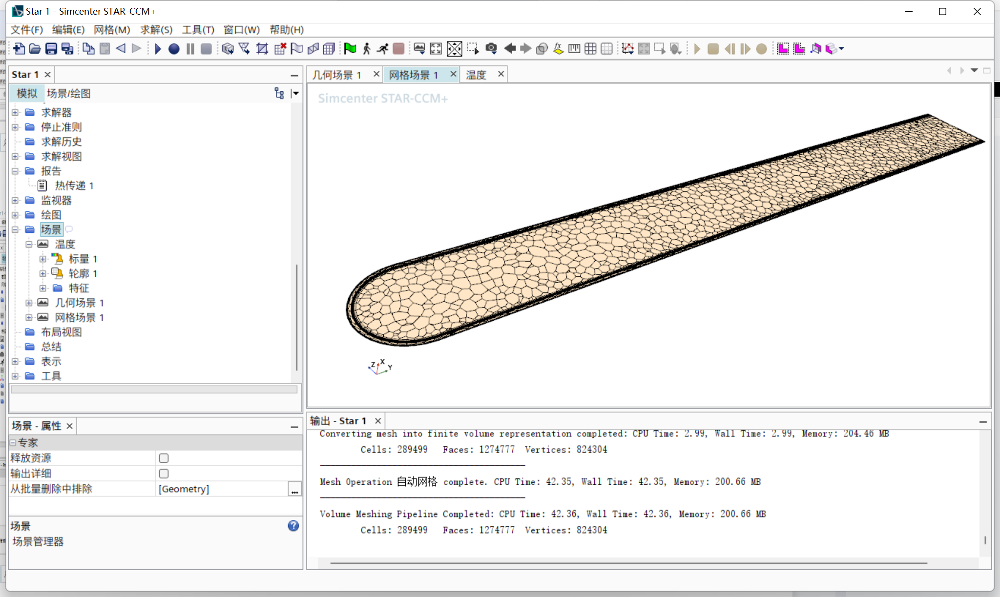 Star 1 - Simcenter STAR-CCM+
文件(F) 编辑(E) 网格(M) 求解(S) 工具(T) 窗口(W) 帮助(H)
Star 1
模拟 场景/绘图
求解器
停止准则
求解历史
求解视图
报告
热传递 1
监视器
绘图
场景
温度
标量 1
轮廓 1
特征
几何场景 1
网格场景 1
布局视图
总结
表示
工具
场景 - 属性
专家
释放资源
输出详细
从批量删除中排除 [Geometry] ...
场景
场景管理器
几何场景 1 网格场景 1 温度
Simcenter STAR-CCM+
Z X Y
输出 - Star 1
Converting mesh into finite volume representation completed: CPU Time: 2.99, Wall Time: 2.99, Memory: 204.46 MB
Cells: 289499 Faces: 1274777 Vertices: 824304
Mesh Operation 自动网格 complete. CPU Time: 42.35, Wall Time: 42.35, Memory: 200.66 MB
Volume Meshing Pipeline Completed: CPU Time: 42.36, Wall Time: 42.36, Memory: 200.66 MB
Cells: 289499 Faces: 1274777 Vertices: 824304